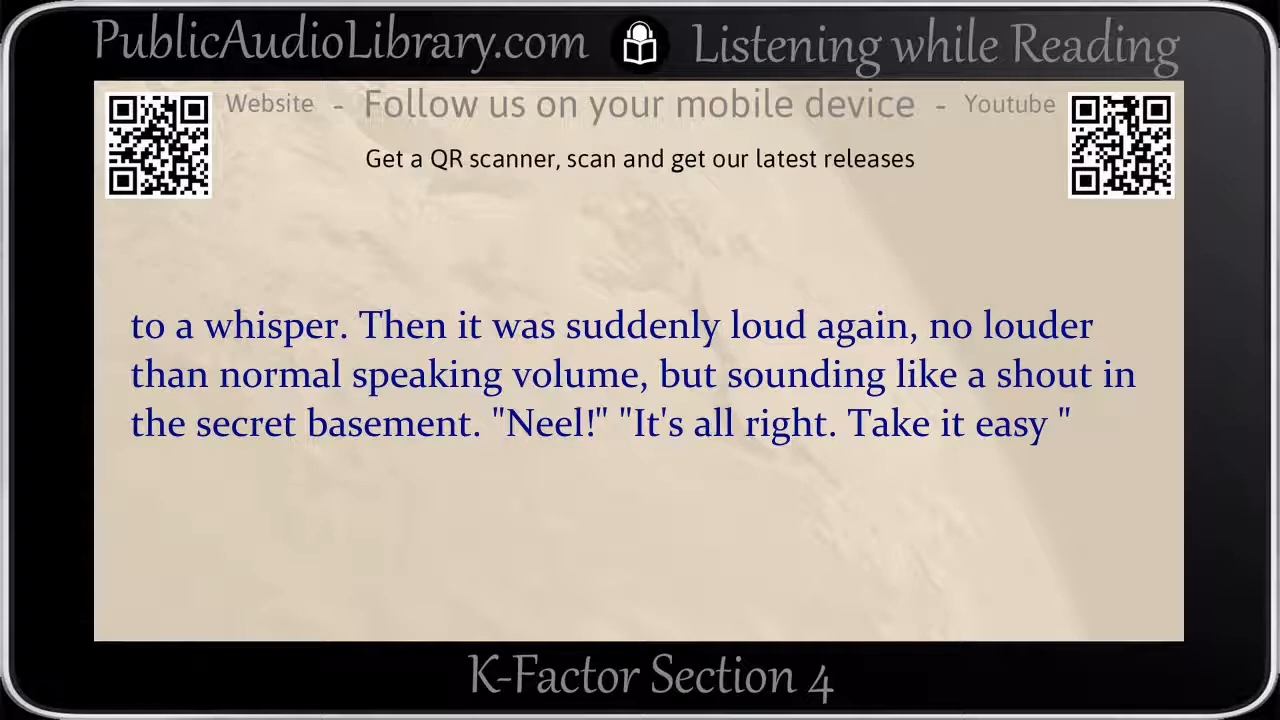 PublicAudioLibrary.com Listening while Reading
Website - Follow us on your mobile device - Youtube
Get a QR scanner, scan and get our latest releases
to a whisper. Then it was suddenly loud again, no louder
than normal speaking volume, but sounding like a shout in
the secret basement. "Neel!" "It's all right. Take it easy "
K-Factor Section 4